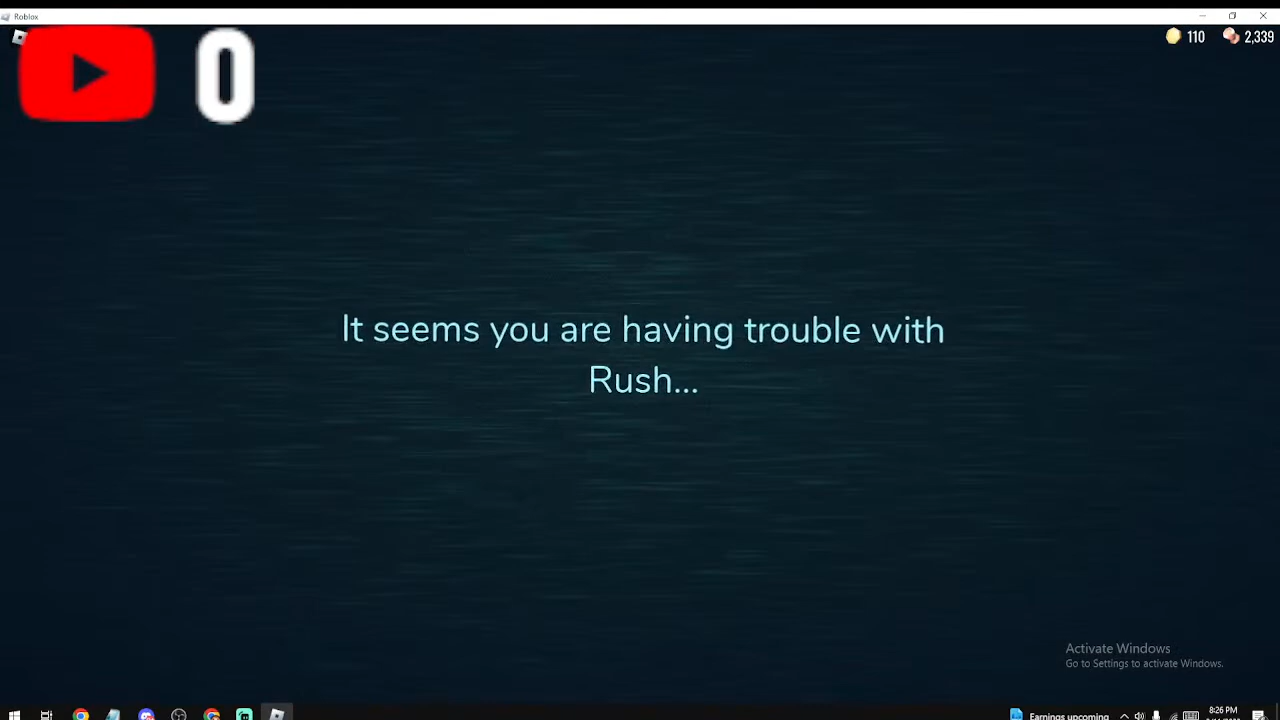 Roblox
0
110 2,339
It seems you are having trouble with
Rush...
Activate Windows
Go to Settings to activate Windows.
Earnings upcoming
8:26 PM